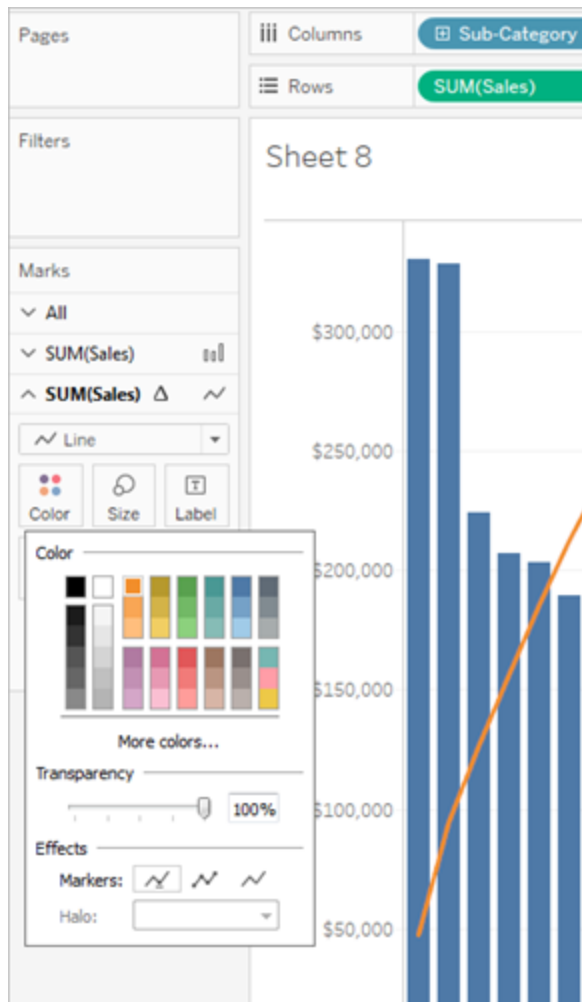 Pages
Columns
Sub-Category
Rows
SUM(Sales)
Filters
Sheet 8
Marks
All
SUM(Sales)
SUM(Sales) Δ
Line
Color Size Label
$300,000
$250,000
$200,000
$150,000
$100,000
$50,000
Color
More colors...
Transparency
100%
Effects
Markers:
Halo: